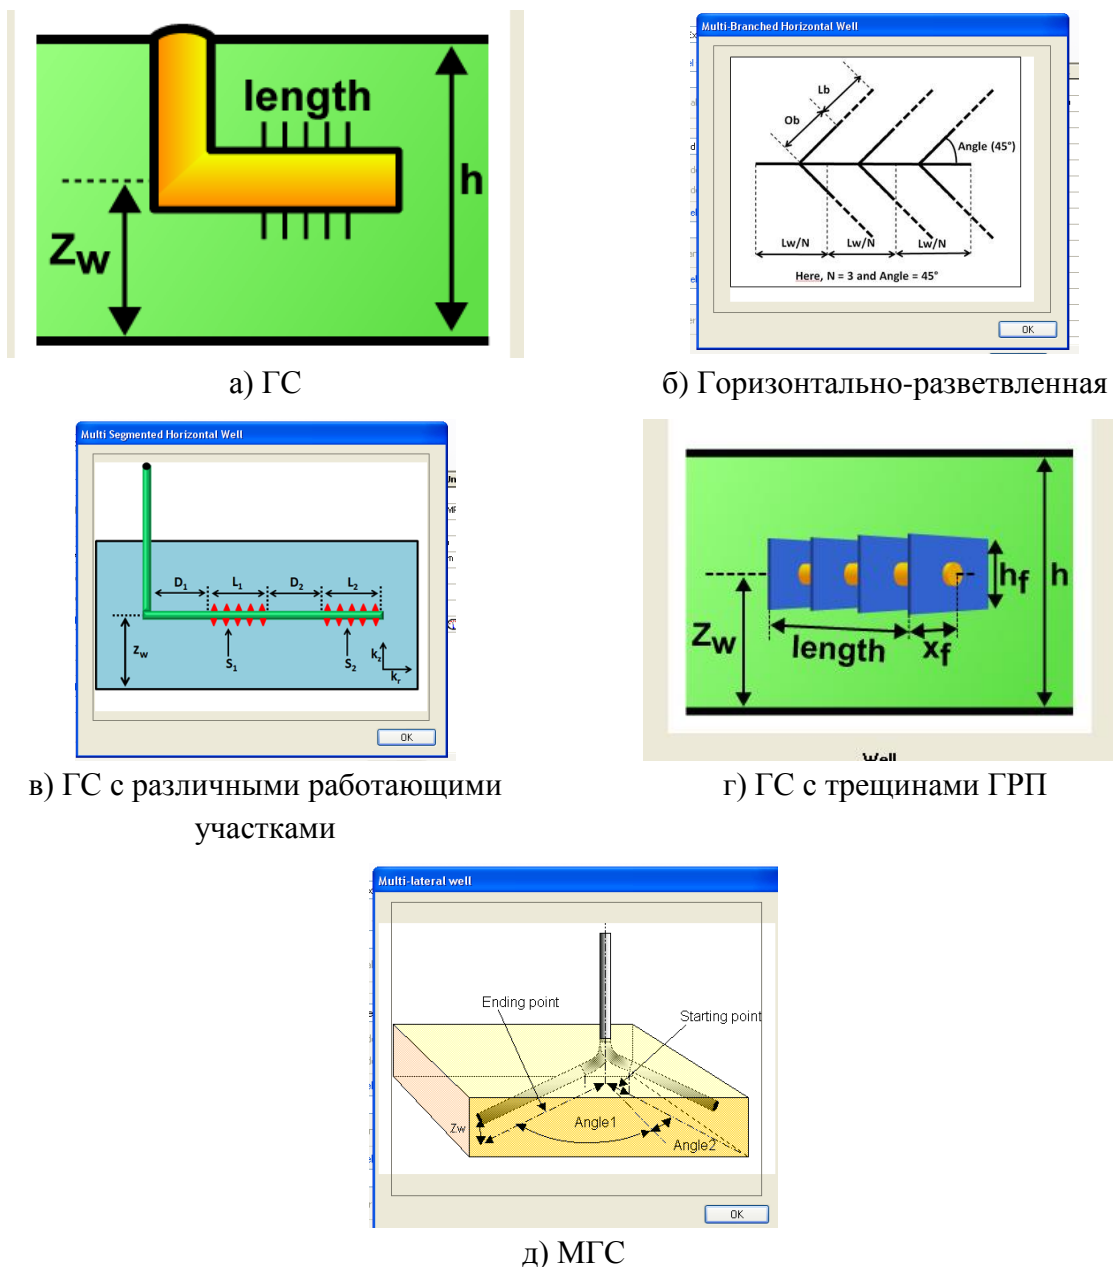 length
h
Zw
а) ГС
Multi-Branched Horizontal Well
Lb
Ob
Angle (45°)
Lw/N Lw/N Lw/N
Here, N = 3 and Angle = 45°
OK
б) Горизонтально-разветвленная
Multi Segmented Horizontal Well
D1 L1 D2 L2
zw
S1 S2
kz
kr
OK
в) ГС с различными работающими
участками
hf h
Zw
length xf
Well
г) ГС с трещинами ГРП
Multi-lateral well
Ending point
Starting point
Angle1
Zw
Angle2
OK
д) МГС